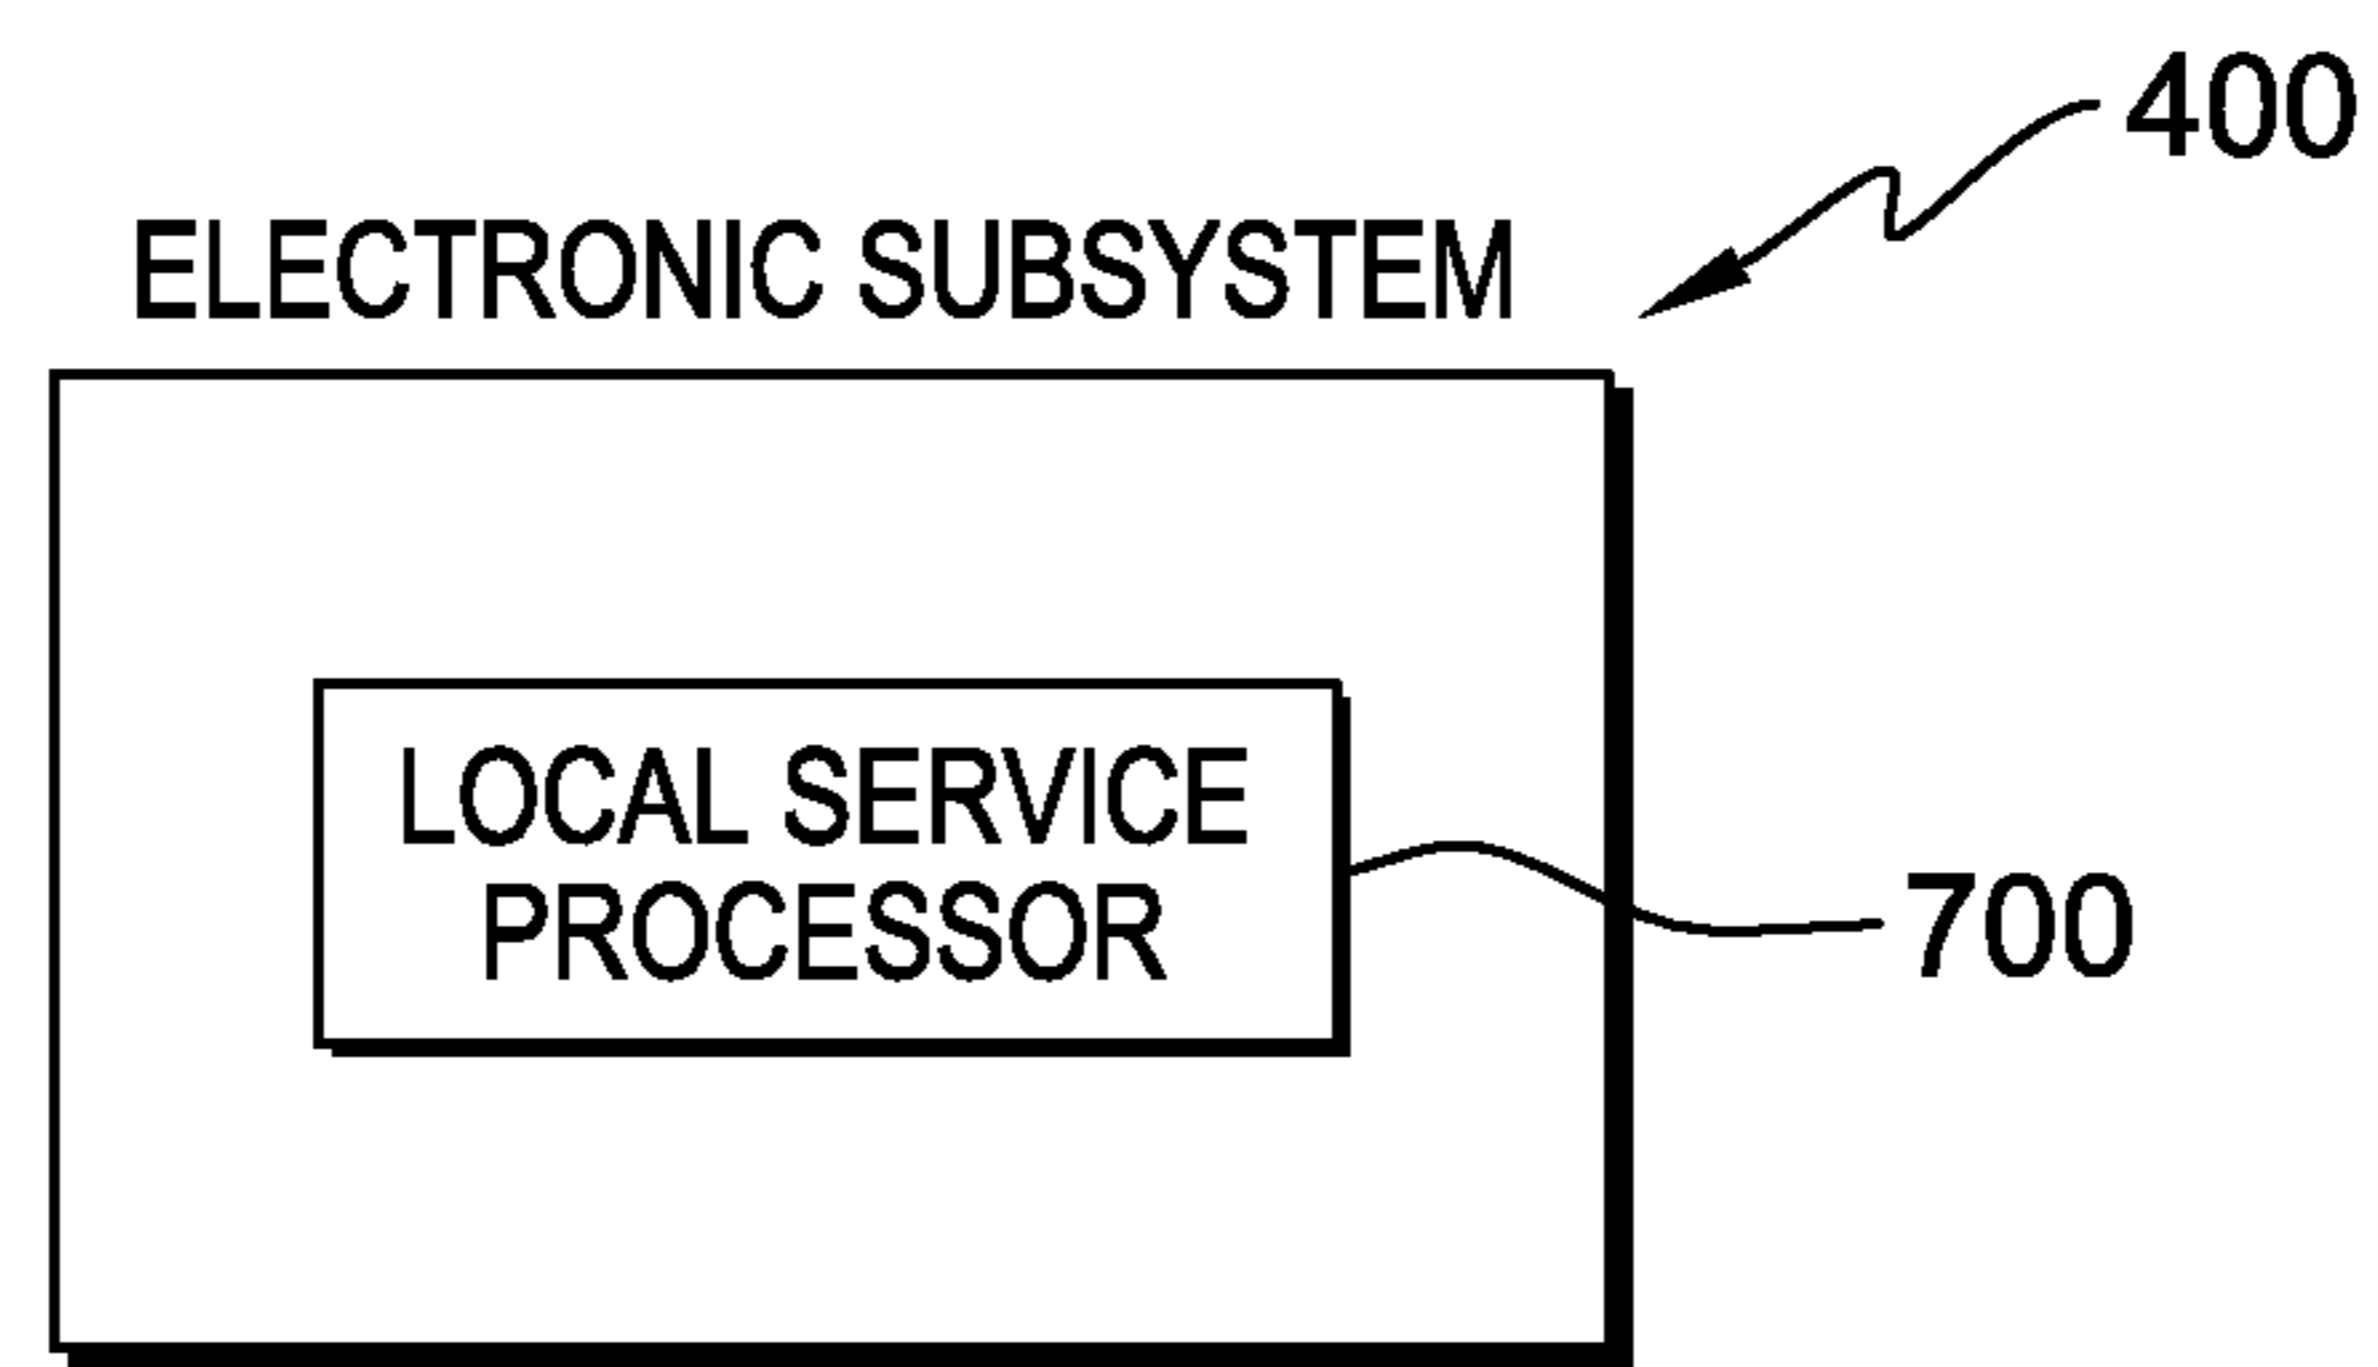 400
ELECTRONIC SUBSYSTEM
LOCAL SERVICE
PROCESSOR
700